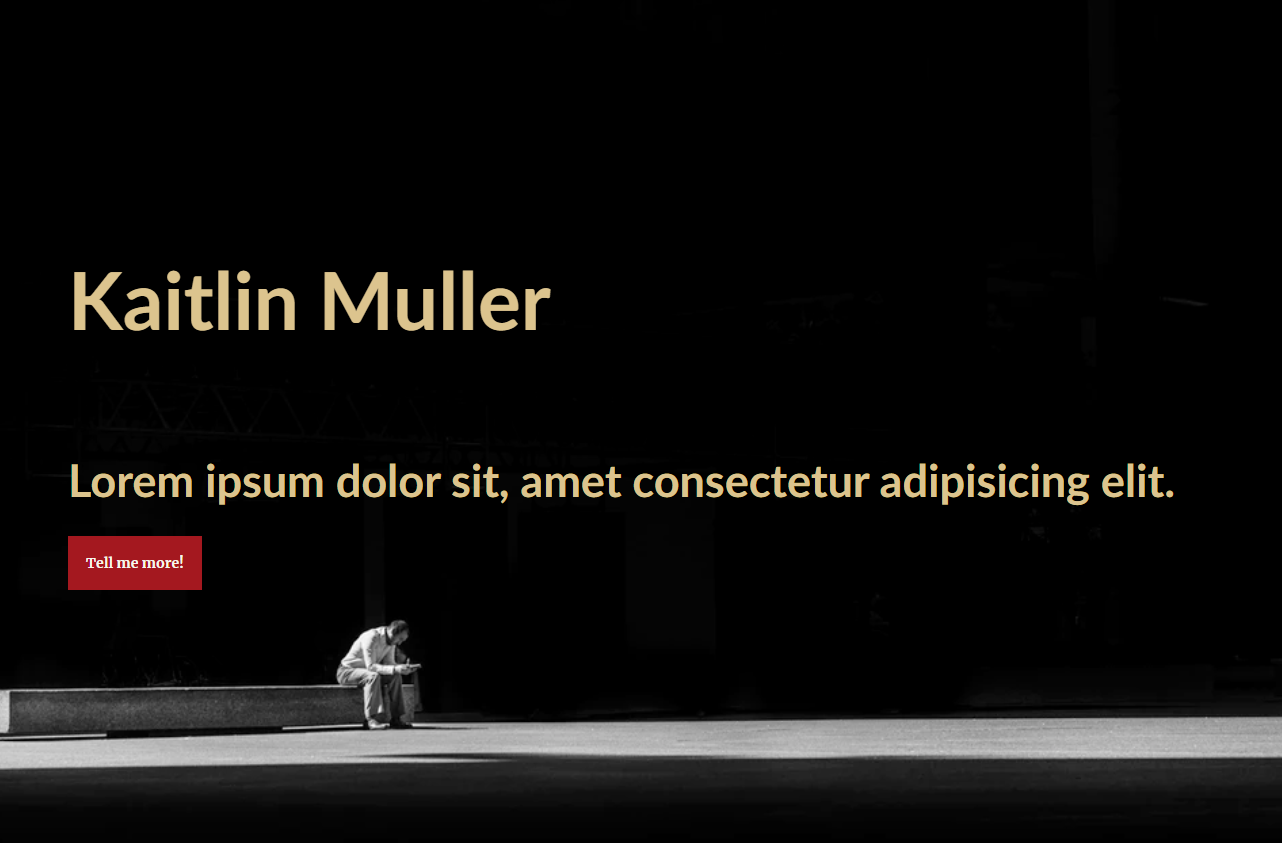 Kaitlin Muller
Lorem ipsum dolor sit, amet consectetur adipisicing elit.
Tell me more!